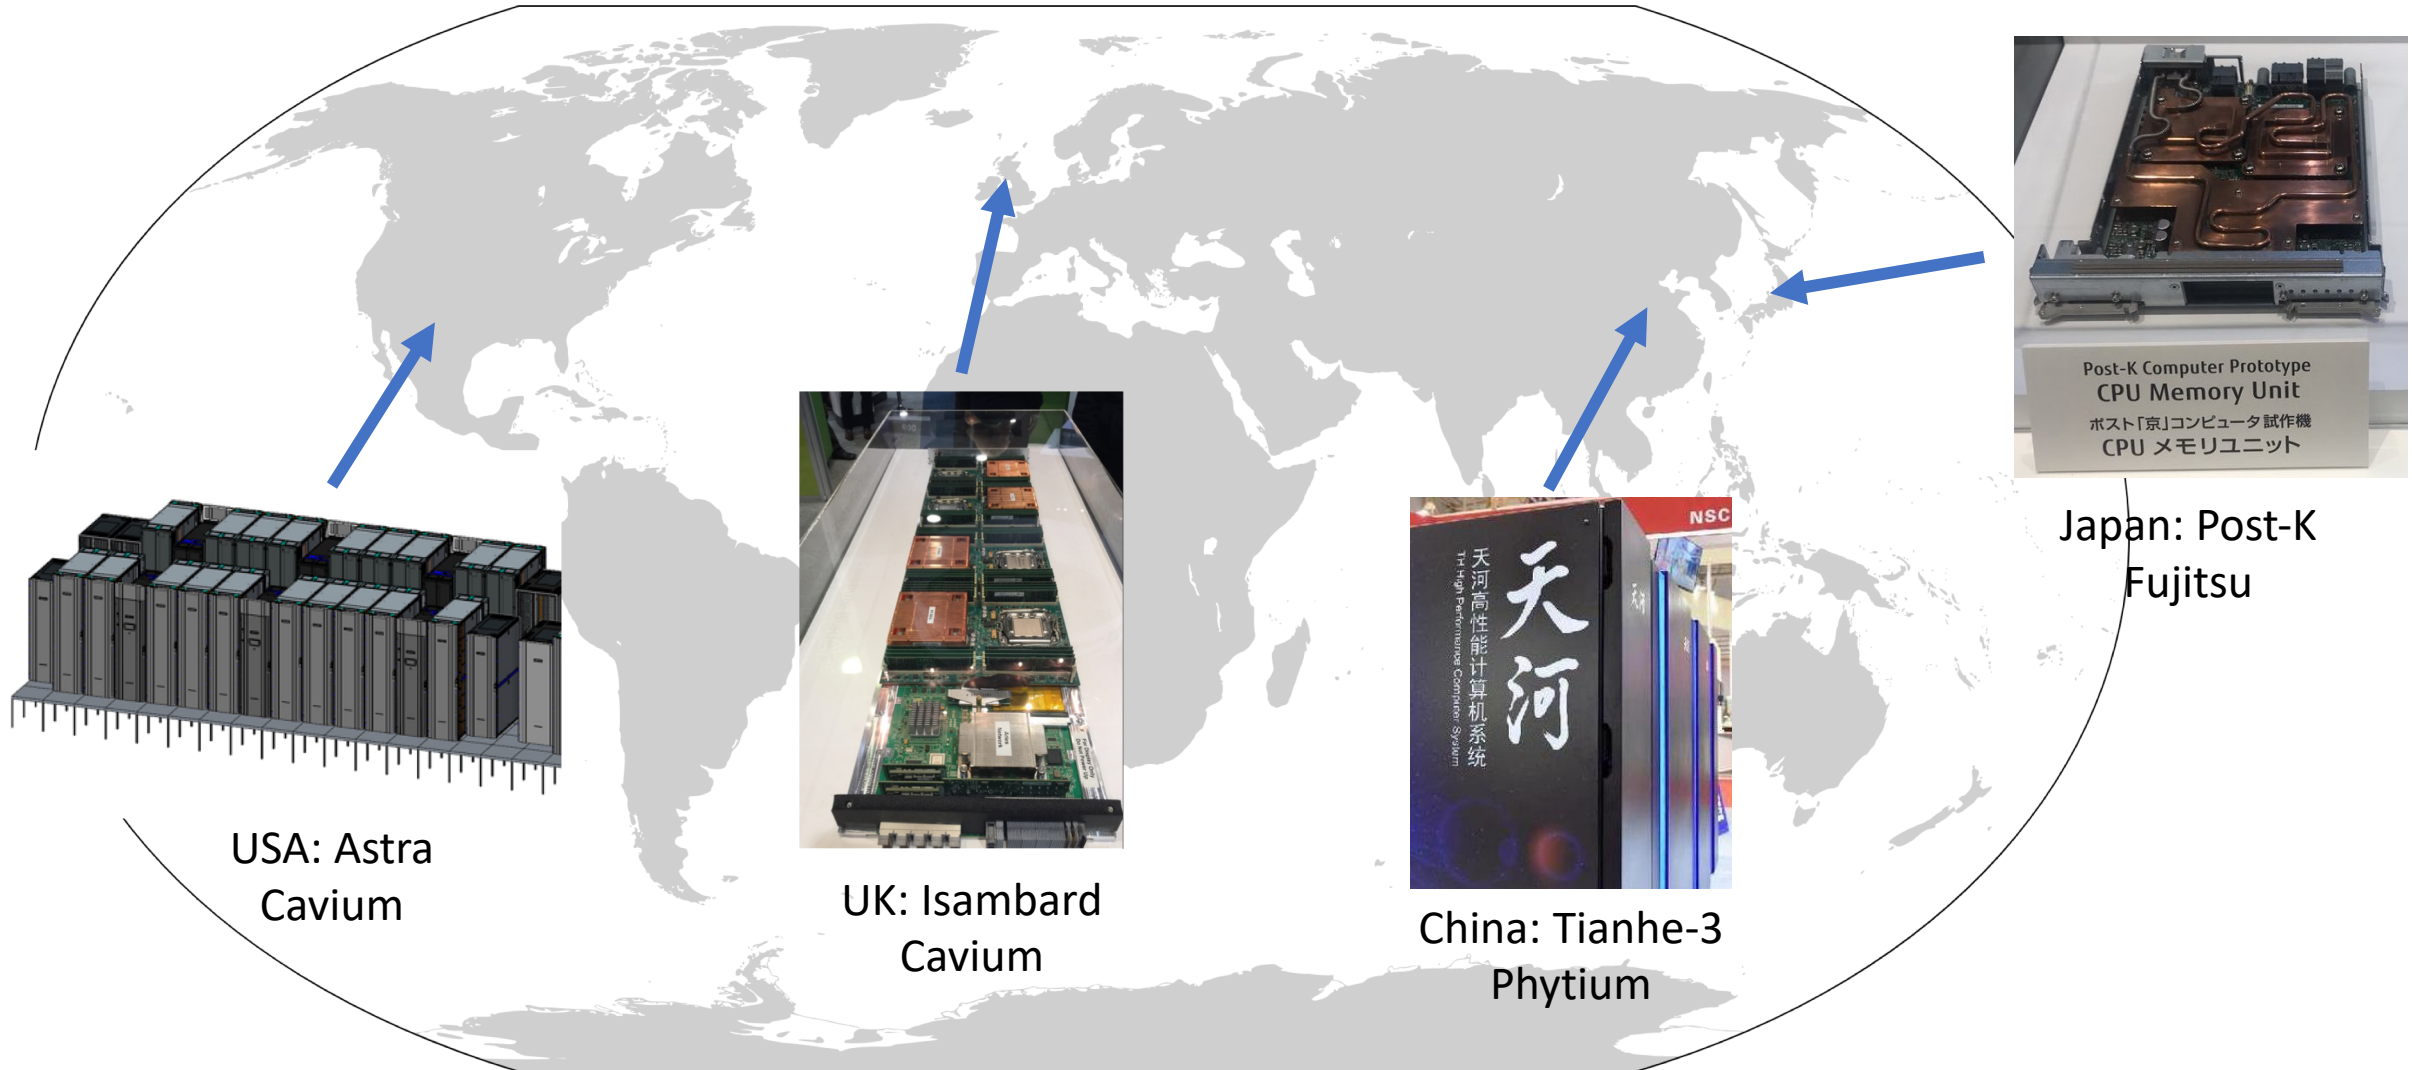 USA: Astra
Cavium
UK: Isambard
Cavium
NSC
天河
天河高性能计算机系统
TH High Performance Computer System
天河
China: Tianhe-3
Phytium
Post-K Computer Prototype
CPU Memory Unit
ポスト「京」コンピュータ試作機
CPU メモリユニット
Japan: Post-K
Fujitsu